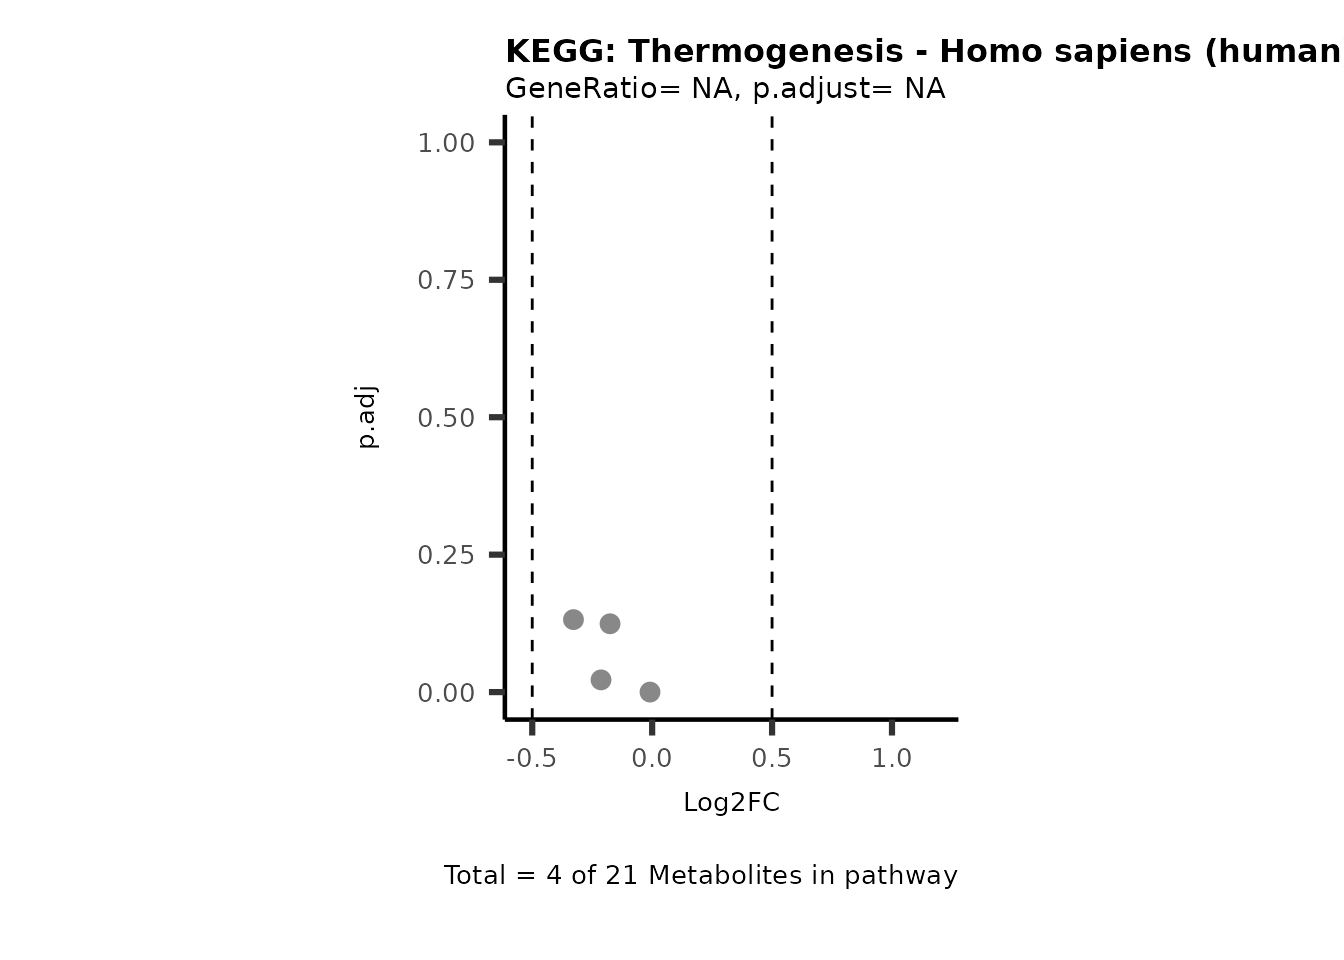 KEGG: Thermogenesis - Homo sapiens (human
GeneRatio= NA, p.adjust= NA
1.00
0.75
0.50
0.25
0.00
p.adj
-0.5 0.0 0.5 1.0
Log2FC
Total = 4 of 21 Metabolites in pathway